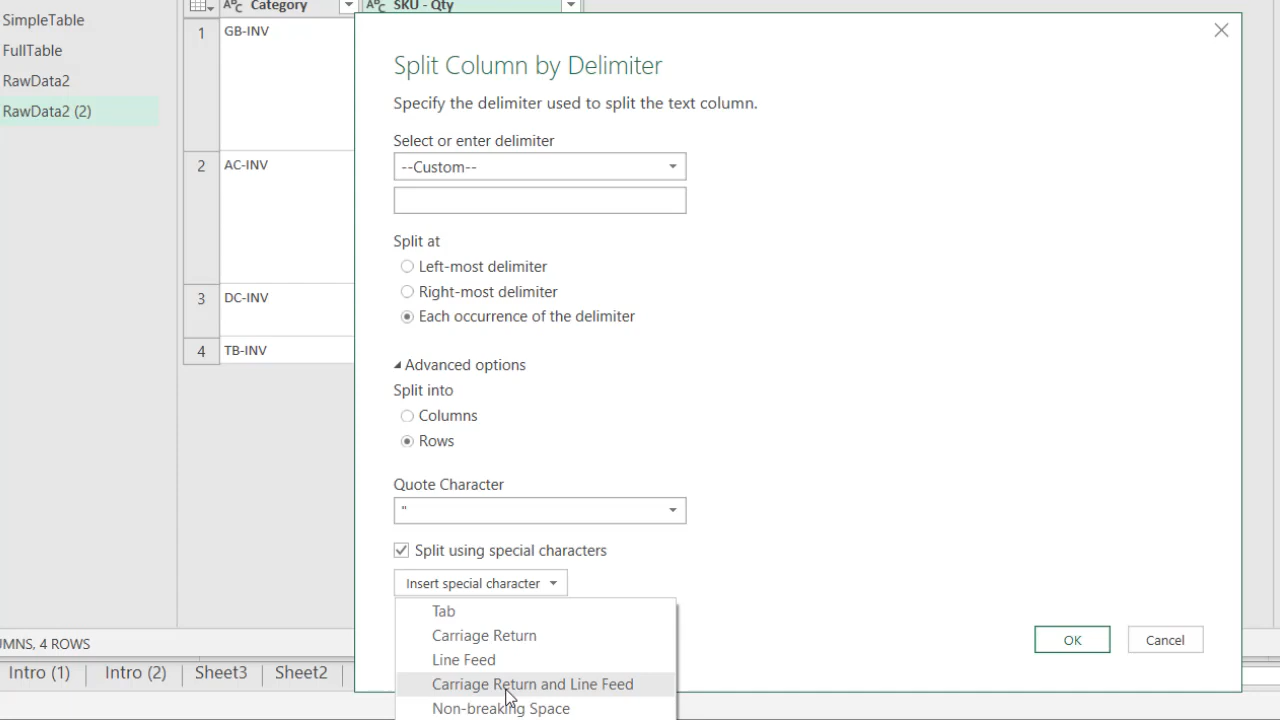 SimpleTable
FullTable
RawData2
RawData2 (2)
ABC Category
ABC SKU - Qty
1 GB-INV
2 AC-INV
3 DC-INV
4 TB-INV
Split Column by Delimiter
Specify the delimiter used to split the text column.
Select or enter delimiter
--Custom--
Split at
Left-most delimiter
Right-most delimiter
Each occurrence of the delimiter
Advanced options
Split into
Columns
Rows
Quote Character
"
Split using special characters
Insert special character
Tab
Carriage Return
Line Feed
Carriage Return and Line Feed
Non-breaking Space
OK
Cancel
UMNS, 4 ROWS
Intro (1)
Intro (2)
Sheet3
Sheet2